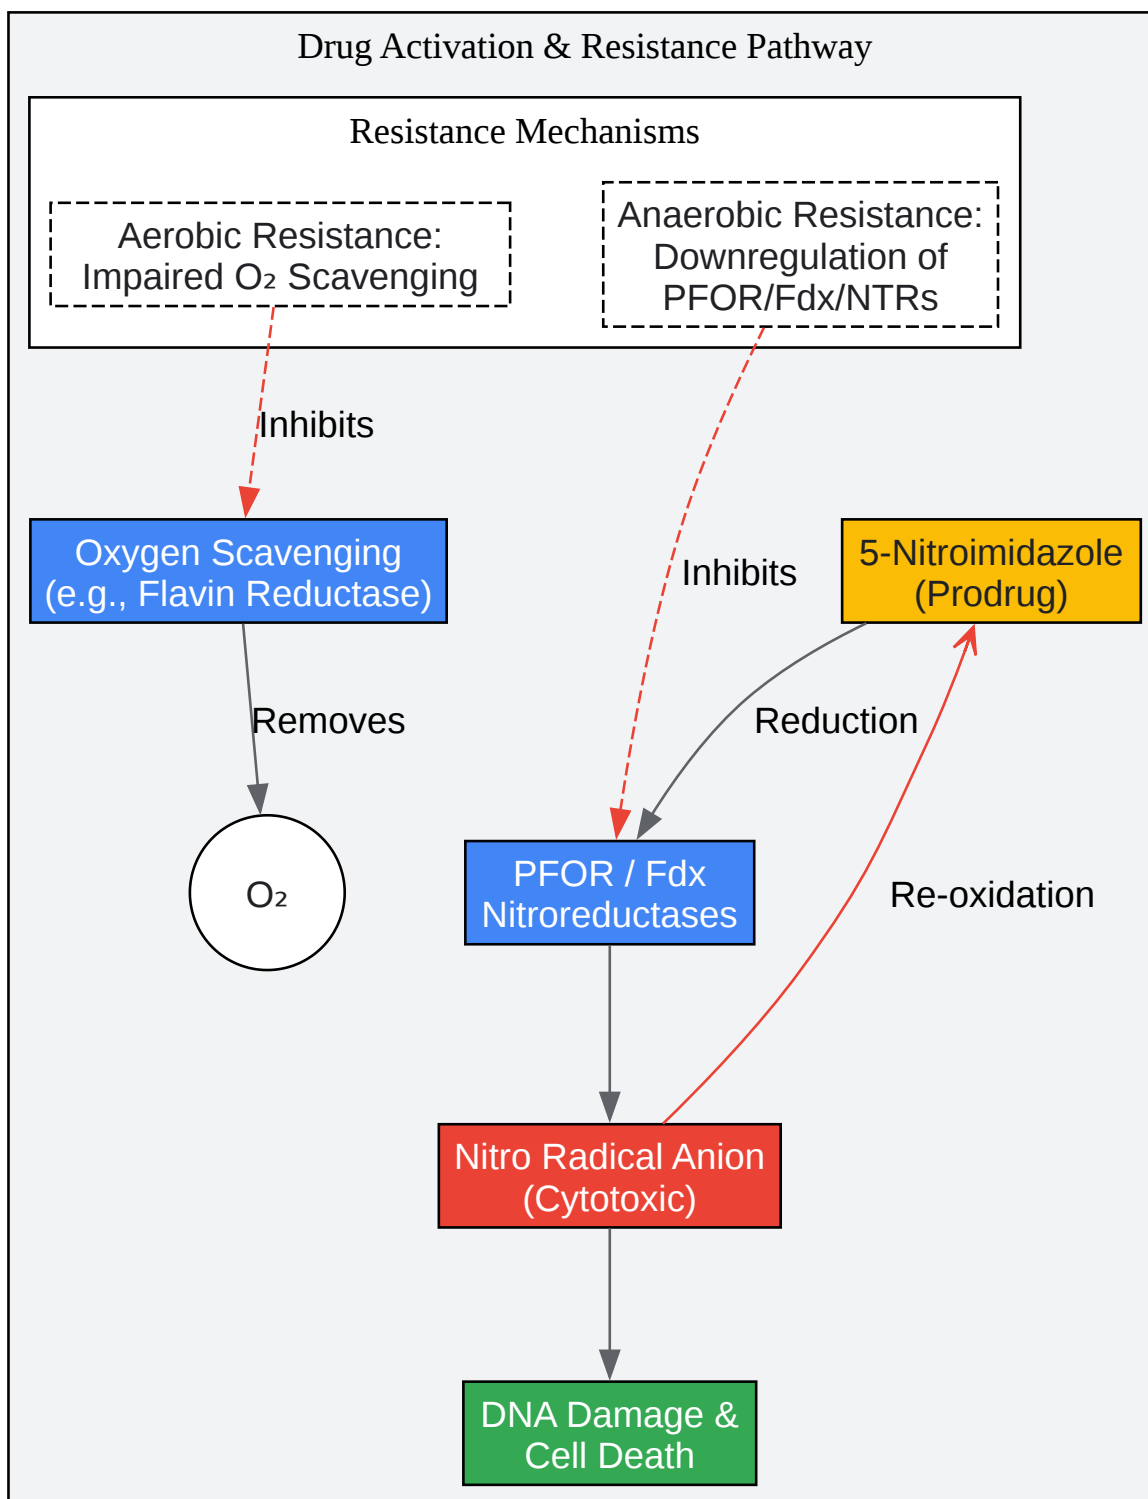 Drug Activation & Resistance Pathway
Resistance Mechanisms
Aerobic Resistance:
Impaired O₂ Scavenging
Anaerobic Resistance:
Downregulation of
PFOR/Fdx/NTRs
Inhibits
Oxygen Scavenging
(e.g., Flavin Reductase)
Inhibits
5-Nitroimidazole
(Prodrug)
Removes
Reduction
O₂
PFOR / Fdx
Nitroreductases
Re-oxidation
Nitro Radical Anion
(Cytotoxic)
DNA Damage &
Cell Death